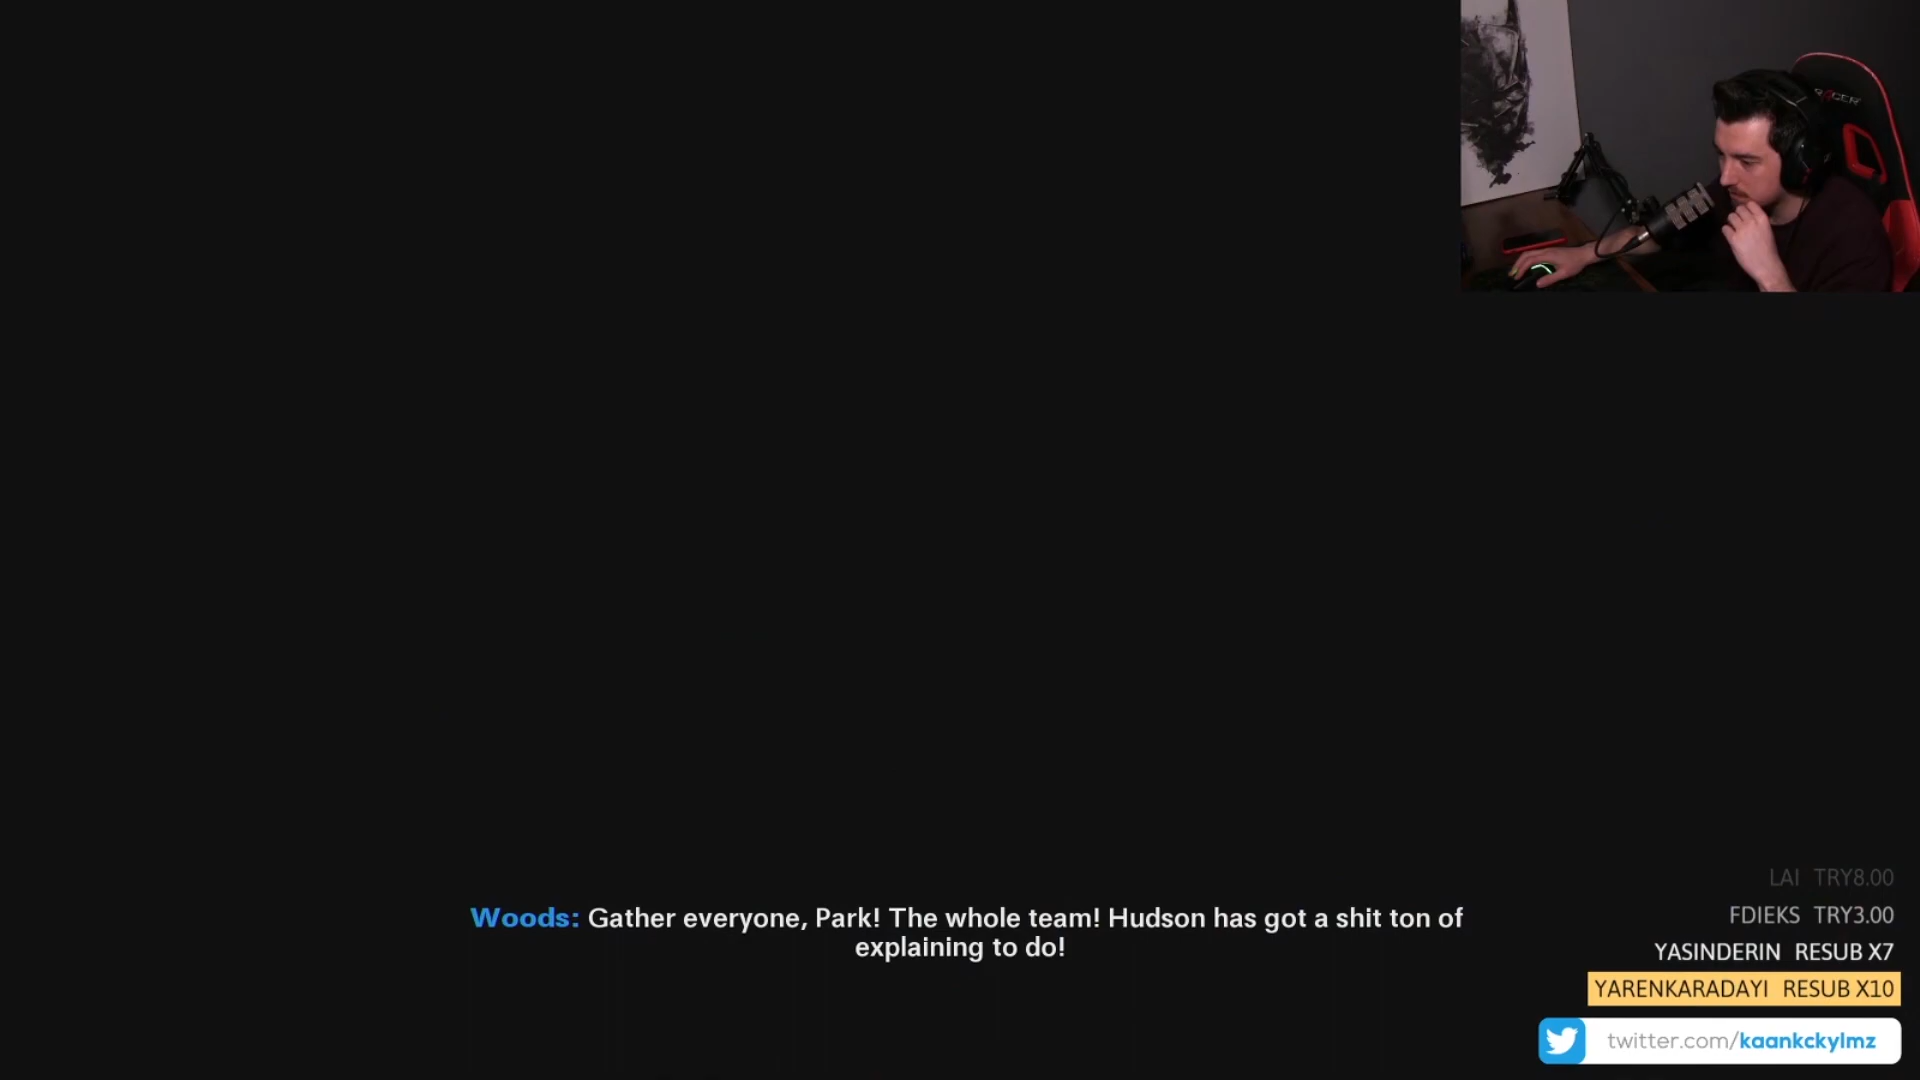 RACER
Woods: Gather everyone, Park! The whole team! Hudson has got a shit ton of
explaining to do!
LAI TRY8.00
FDIEKS TRY3.00
YASINDERIN RESUB X7
YARENKARADAYI RESUB X10
twitter.com/kaankckylmz